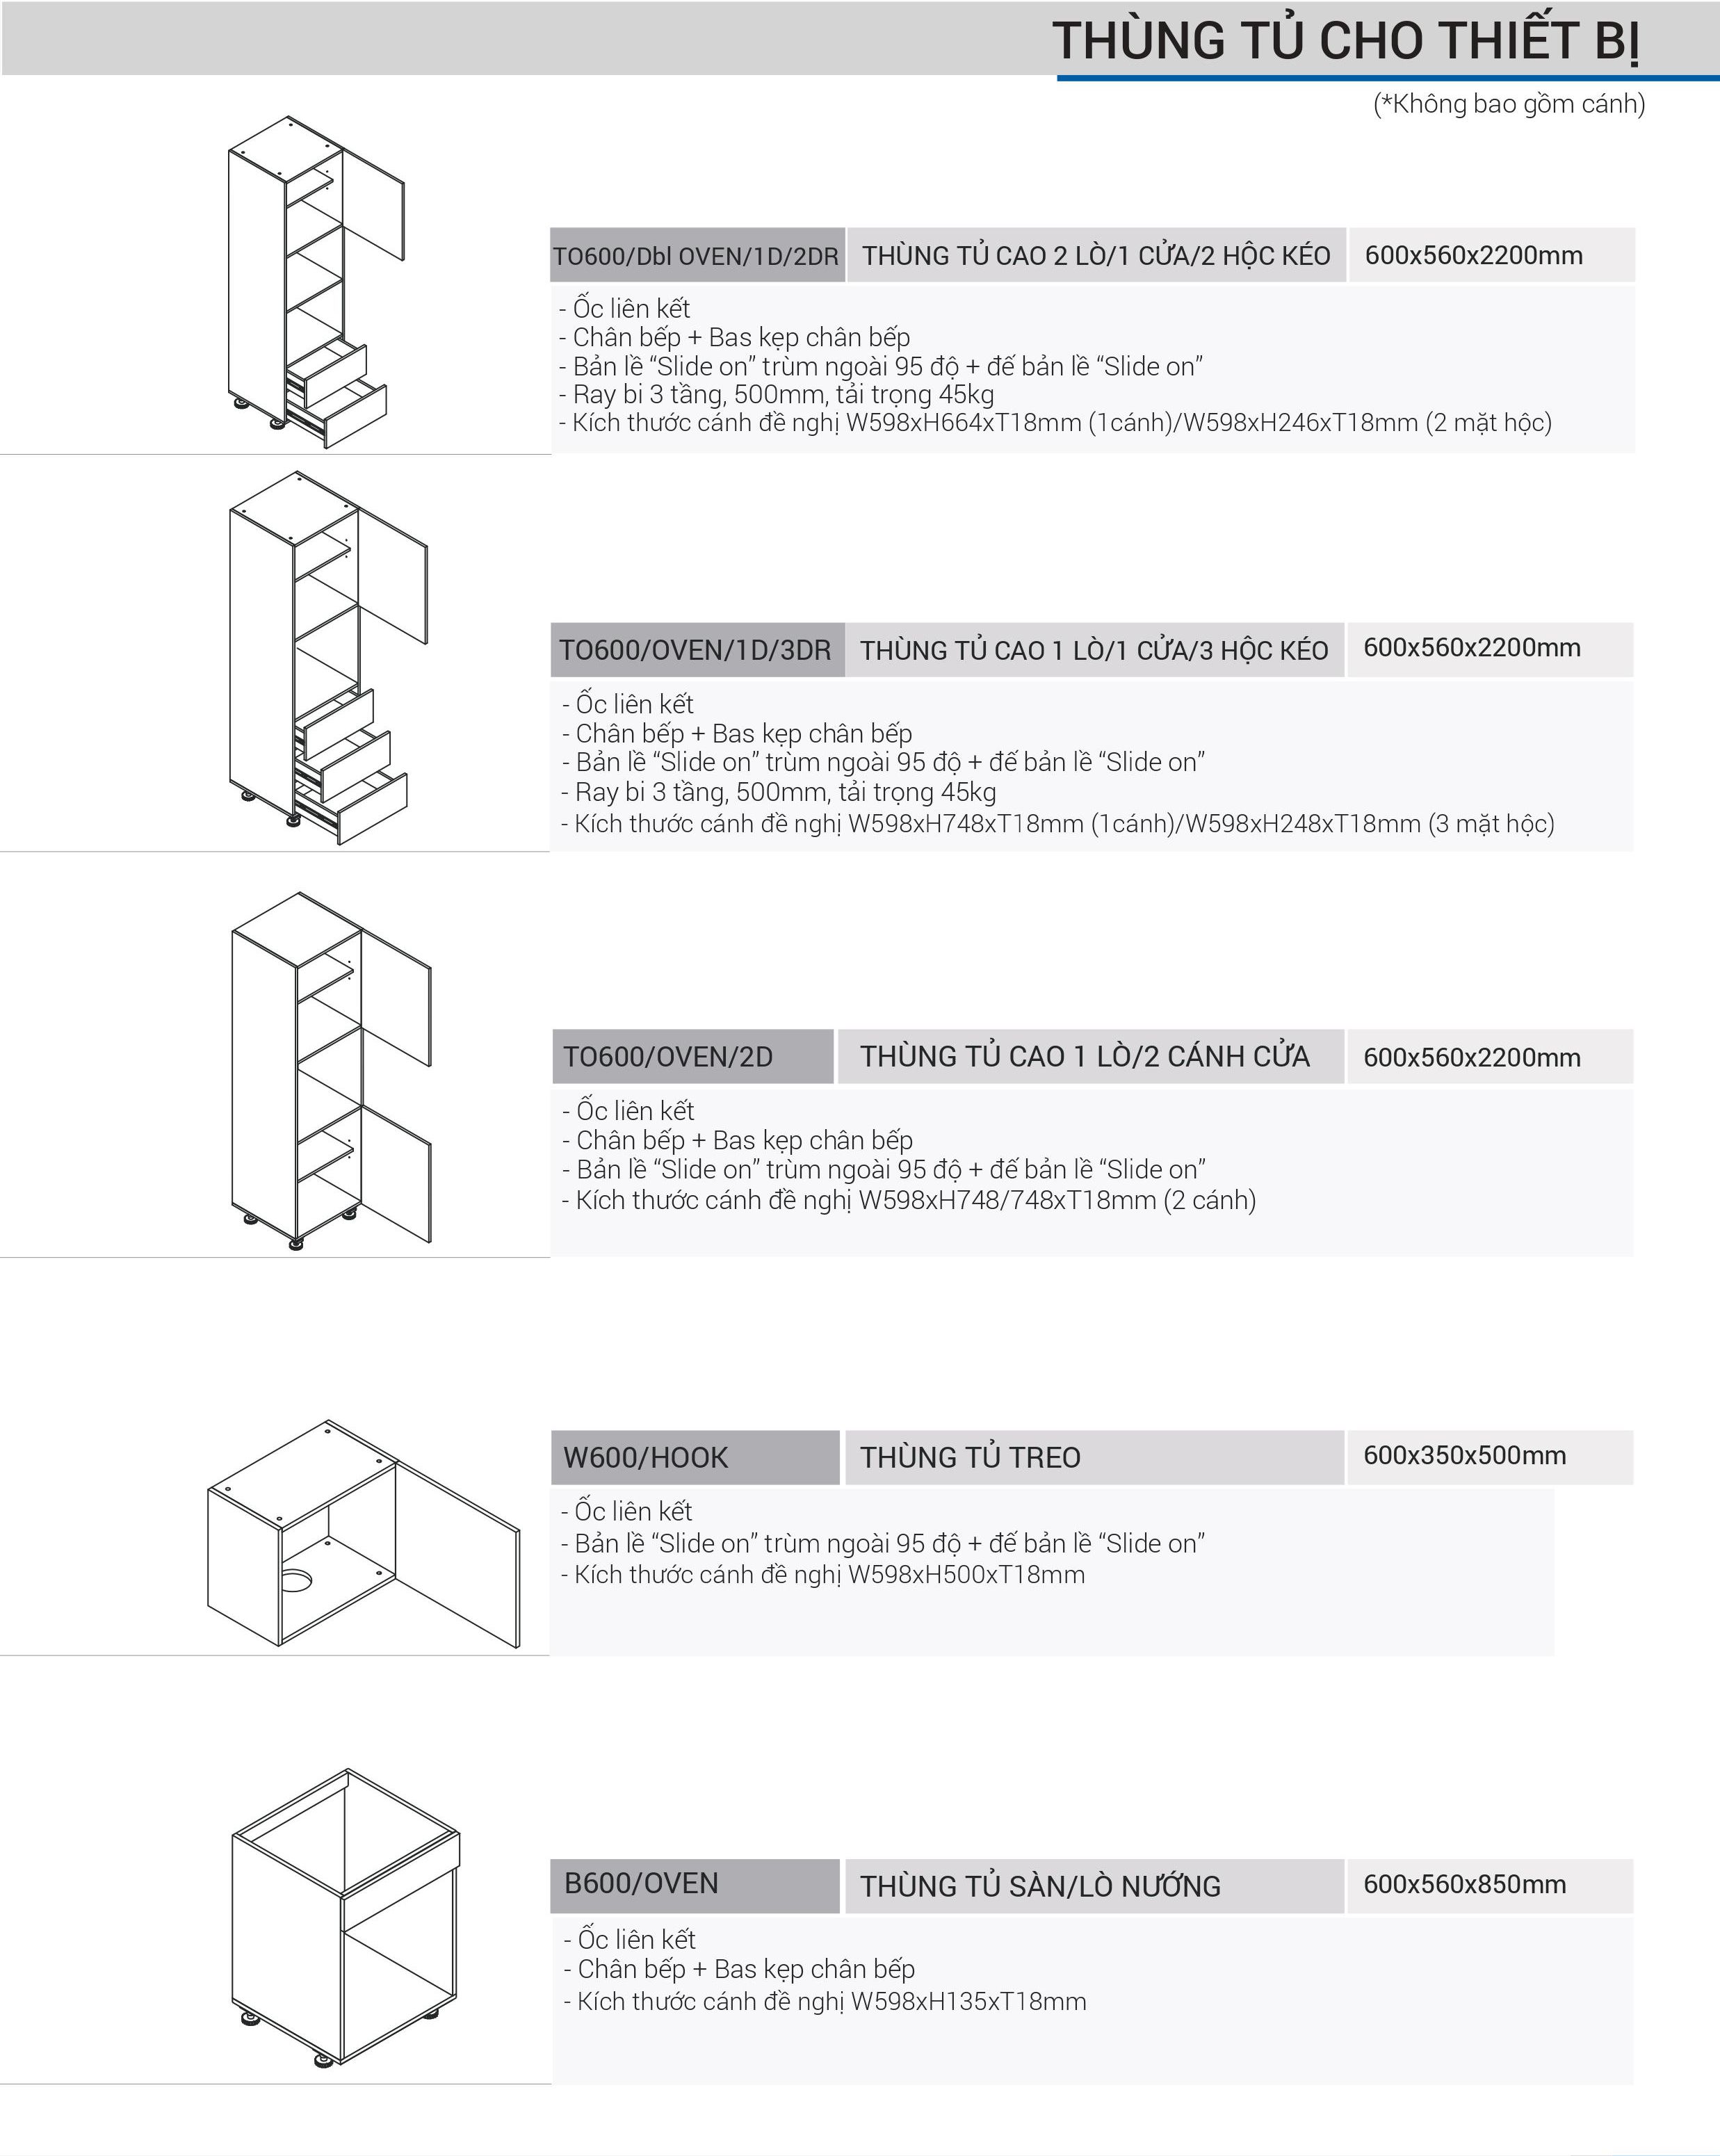 THÙNG TỦ CHO THIẾT BỊ
(*Không bao gồm cánh)
TO600/Dbl OVEN/1D/2DR THÙNG TỦ CAO 2 LÒ/1 CỬA/2 HỘC KÉO 600x560x2200mm
- Ốc liên kết
- Chân bếp + Bas kẹp chân bếp
- Bản lề “Slide on” trùm ngoài 95 độ + đế bản lề “Slide on”
- Ray bi 3 tầng, 500mm, tải trọng 45kg
- Kích thước cánh đề nghị W598xH664xT18mm (1cánh)/W598xH246xT18mm (2 mặt hộc)
TO600/OVEN/1D/3DR THÙNG TỦ CAO 1 LÒ/1 CỬA/3 HỘC KÉO 600x560x2200mm
- Ốc liên kết
- Chân bếp + Bas kẹp chân bếp
- Bản lề “Slide on” trùm ngoài 95 độ + đế bản lề “Slide on”
- Ray bi 3 tầng, 500mm, tải trọng 45kg
- Kích thước cánh đề nghị W598xH748xT18mm (1cánh)/W598xH248xT18mm (3 mặt hộc)
TO600/OVEN/2D THÙNG TỦ CAO 1 LÒ/2 CÁNH CỬA 600x560x2200mm
- Ốc liên kết
- Chân bếp + Bas kẹp chân bếp
- Bản lề “Slide on” trùm ngoài 95 độ + đế bản lề “Slide on”
- Kích thước cánh đề nghị W598xH748/748xT18mm (2 cánh)
W600/HOOK THÙNG TỦ TREO 600x350x500mm
- Ốc liên kết
- Bản lề “Slide on” trùm ngoài 95 độ + đế bản lề “Slide on”
- Kích thước cánh đề nghị W598xH500xT18mm
B600/OVEN THÙNG TỦ SÀN/LÒ NƯỚNG 600x560x850mm
- Ốc liên kết
- Chân bếp + Bas kẹp chân bếp
- Kích thước cánh đề nghị W598xH135xT18mm